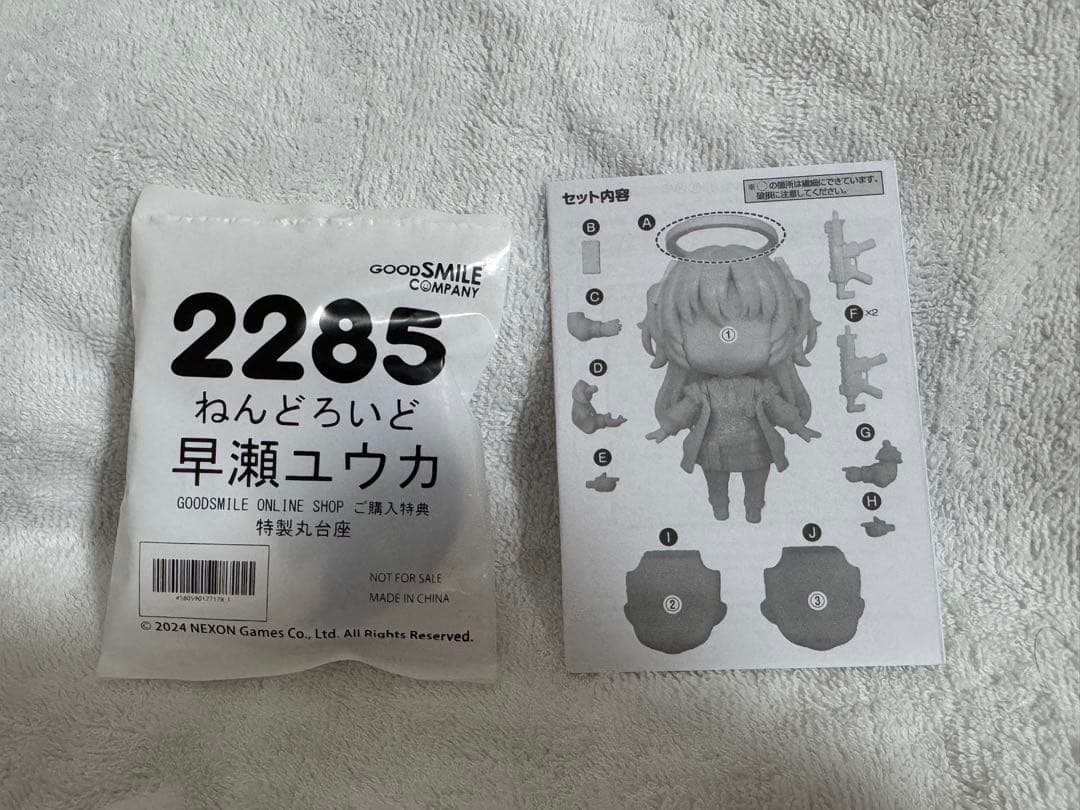 GOODSMILE
COMPANY
2285
ねんどろいど
早瀬ユウカ
GOODSMILE ONLINE SHOP ご購入特典
特製丸台座
NOT FOR SALE
MADE IN CHINA
© 2024 NEXON Games Co., Ltd. All Rights Reserved.
セット内容
※◯の箇所は繊細にできています。
破損に注意してください。
A
B
C
D
E
F ×2
G
H
I
J
①
②
③